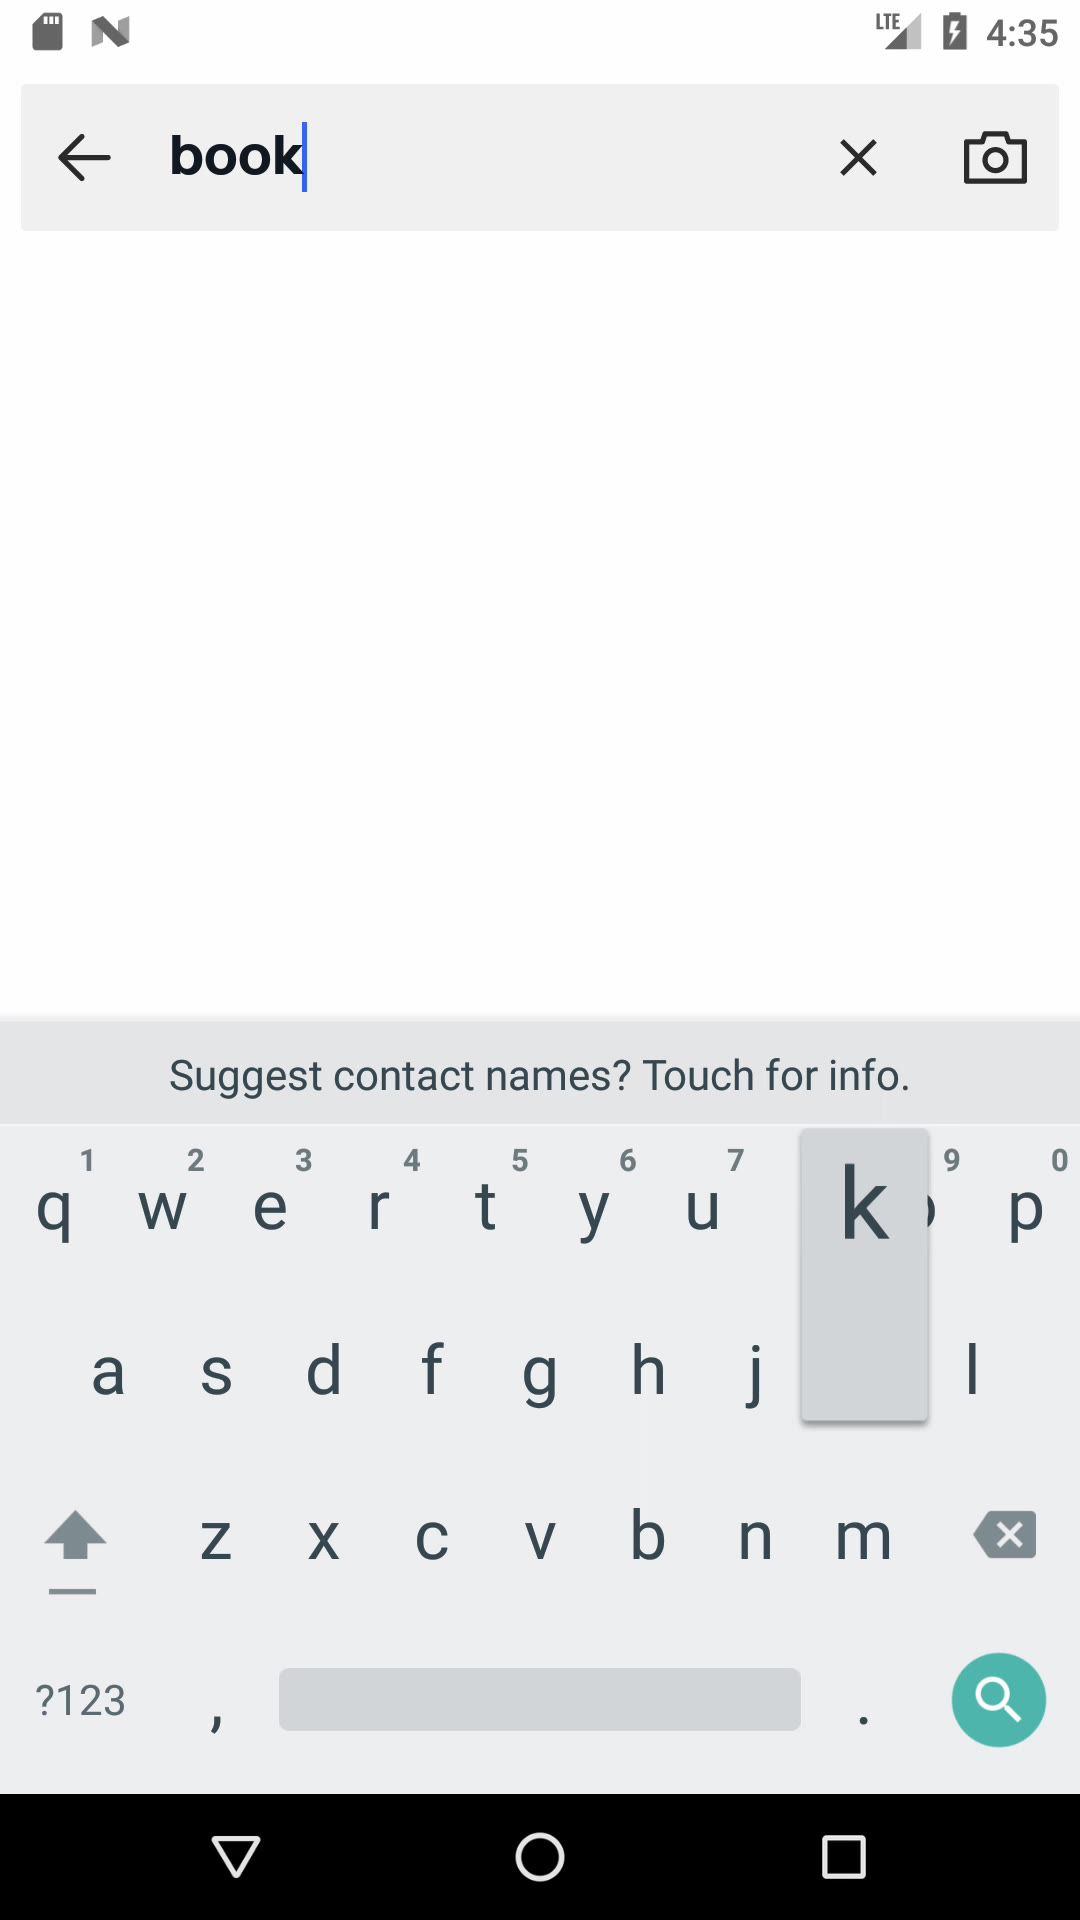 LTE 4:35
book
Suggest contact names? Touch for info.
1 2 3 4 5 6 7 9 0
q w e r t y u k p
a s d f g h j l
z x c v b n m
?123 , .